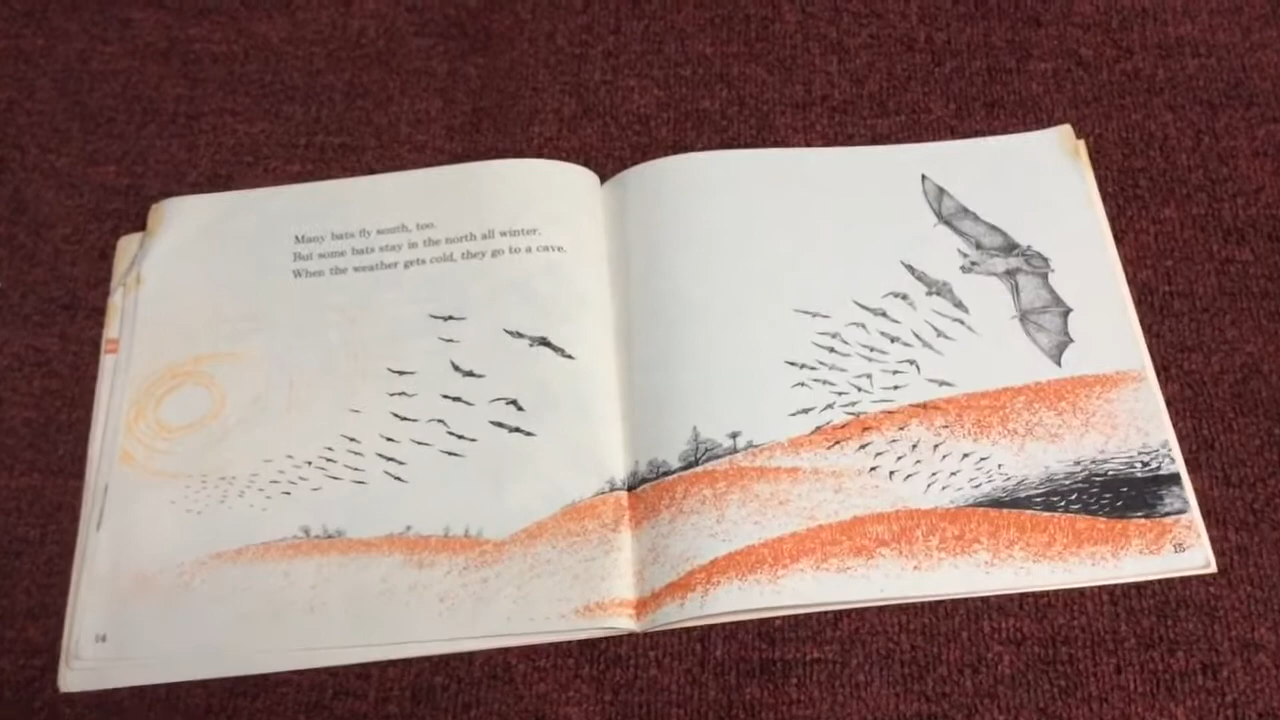 Many bats fly south, too.
But some bats stay in the north all winter.
When the weather gets cold, they go to a cave.
14
15